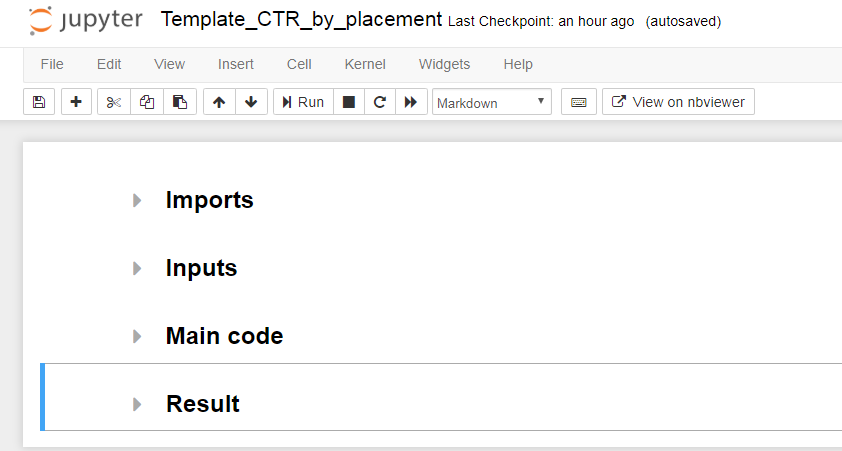 jupyter Template_CTR_by_placement Last Checkpoint: an hour ago (autosaved)
File Edit View Insert Cell Kernel Widgets Help
Run Markdown View on nbviewer
Imports
Inputs
Main code
Result